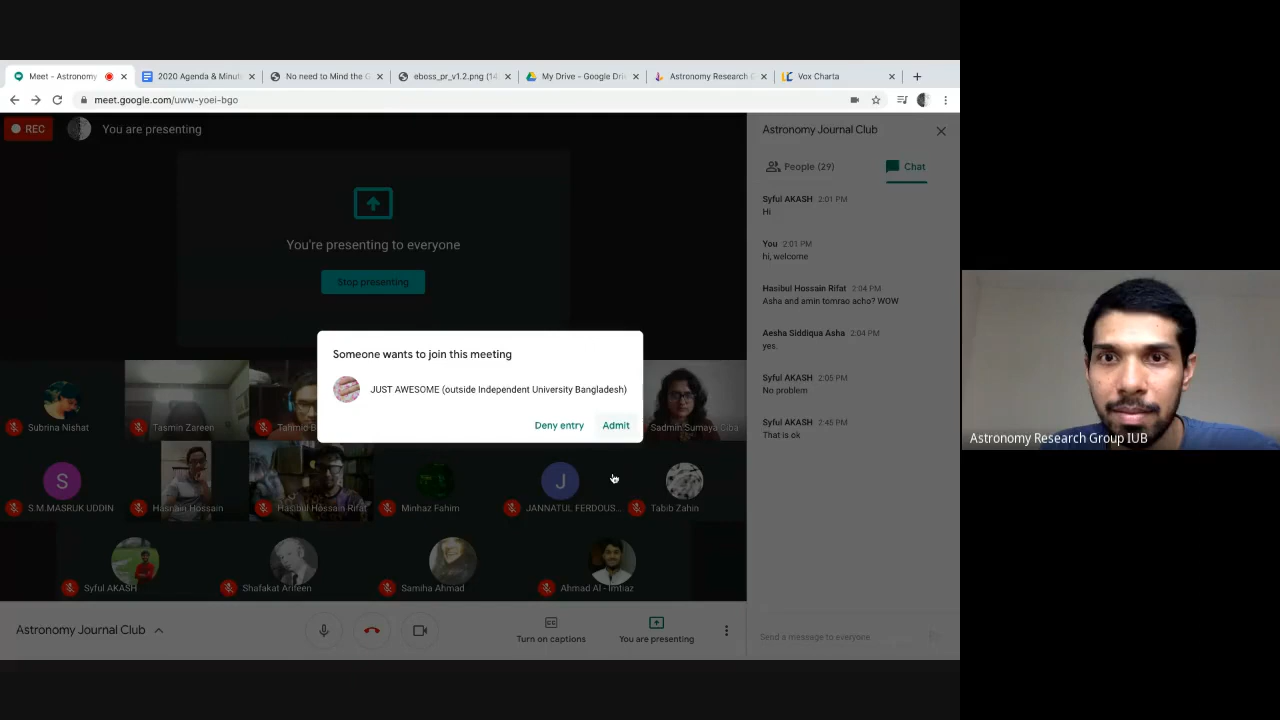 Meet - Astronomy
2020 Agenda & Minut
No need to Mind the G
eboss_pr_v1.2.png (14
My Drive - Google Dri
Astronomy Research G
Vox Charta
meet.google.com/uww-yoei-bgo
REC
You are presenting
Astronomy Journal Club
People (29)
Chat
Syful AKASH 2:01 PM
Hi
You 2:01 PM
hi, welcome
Hasibul Hossain Rifat 2:04 PM
Asha and amin tomrao acho? WOW
Aesha Siddiqua Asha 2:04 PM
yes.
Syful AKASH 2:05 PM
No problem
Syful AKASH 2:45 PM
That is ok
You're presenting to everyone
Stop presenting
Someone wants to join this meeting
JUST AWESOME (outside Independent University Bangladesh)
Deny entry
Admit
Subrina Nishat
Tasmin Zareen
Tahmid B
Sadmin Sumaya Ciba
S.M.MASRUK UDDIN
Hasnain Hossain
Hasibul Hossain Rifat
Minhaz Fahim
JANNATUL FERDOUS...
Tabib Zahin
Syful AKASH
Shafakat Arifeen
Samiha Ahmad
Ahmad Al - Imtiaz
Astronomy Journal Club
Turn on captions
You are presenting
Send a message to everyone
Astronomy Research Group IUB